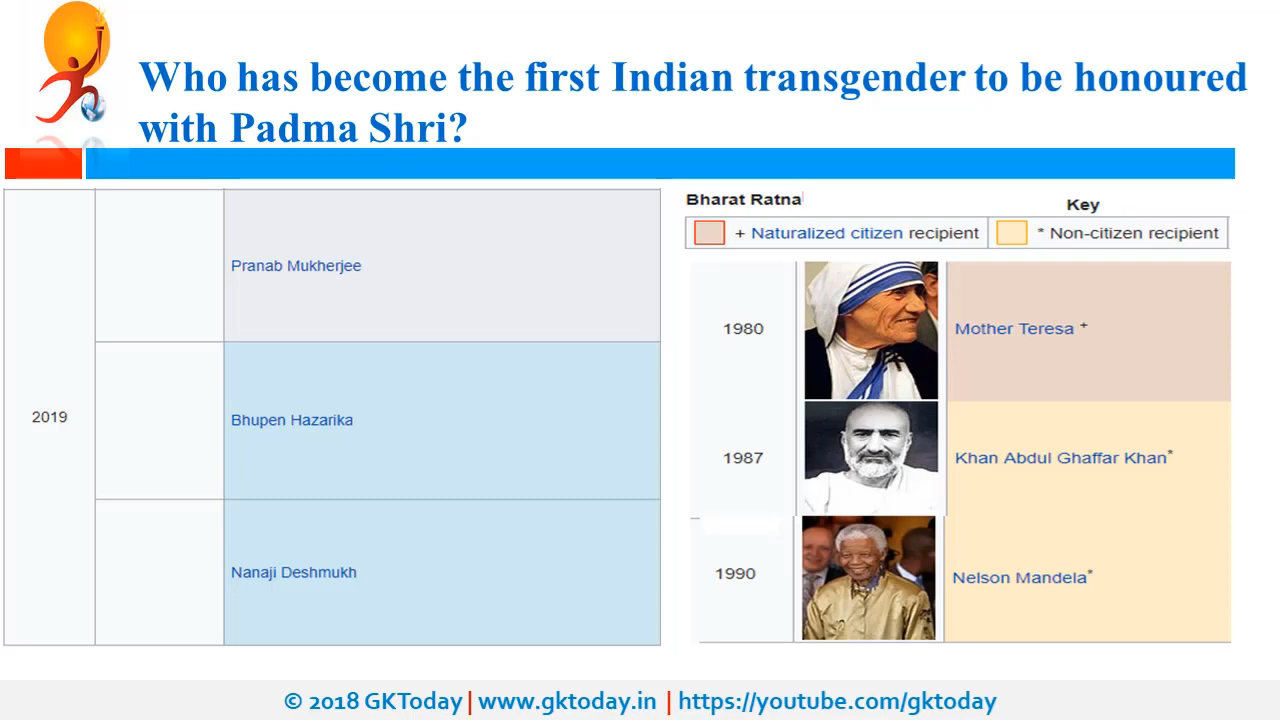 Who has become the first Indian transgender to be honoured
with Padma Shri?
2019
Pranab Mukherjee
Bhupen Hazarika
Nanaji Deshmukh
Bharat Ratna
Key
+ Naturalized citizen recipient
* Non-citizen recipient
1980
Mother Teresa +
1987
Khan Abdul Ghaffar Khan*
1990
Nelson Mandela*
© 2018 GKToday | www.gktoday.in | https://youtube.com/gktoday